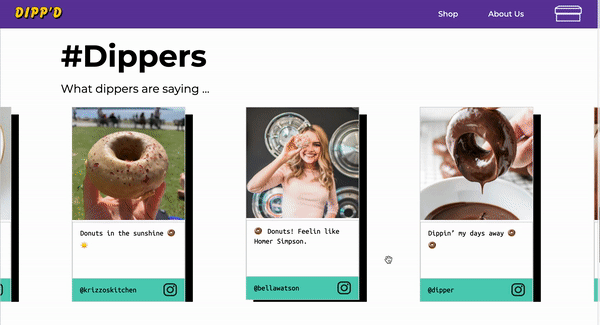 DIPP'D
Shop
About Us
#Dippers
What dippers are saying ...
Donuts in the sunshine 🍩
🌞
@krizzoskitchen
🍩 Donuts! Feelin like
Homer Simpson.
@bellawatson
Dippin’ my days away 🍩
🍩
@dipper